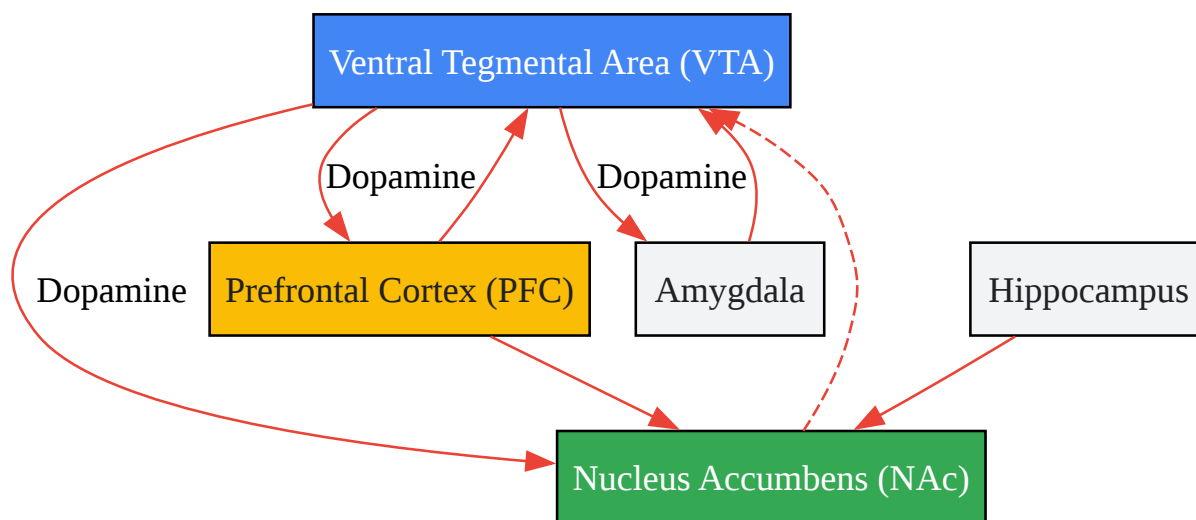 Ventral Tegmental Area (VTA)
Dopamine
Dopamine
Dopamine
Prefrontal Cortex (PFC)
Amygdala
Hippocampus
Nucleus Accumbens (NAc)